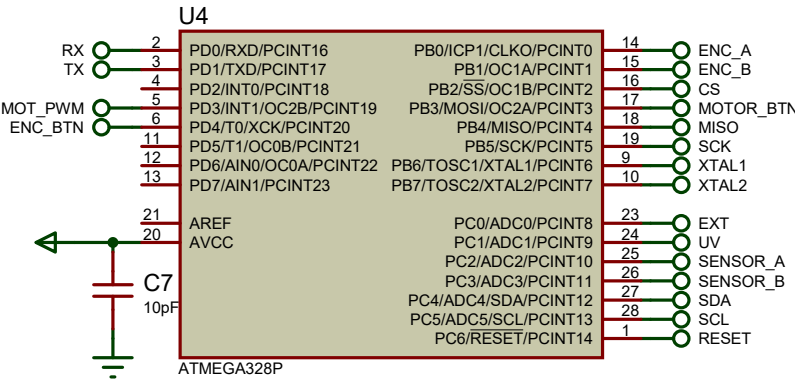 U4
RX 2 PD0/RXD/PCINT16 PB0/ICP1/CLKO/PCINT0 14 ENC_A
TX 3 PD1/TXD/PCINT17 PB1/OC1A/PCINT1 15 ENC_B
4 PD2/INT0/PCINT18 PB2/SS/OC1B/PCINT2 16 CS
MOT_PWM 5 PD3/INT1/OC2B/PCINT19 PB3/MOSI/OC2A/PCINT3 17 MOTOR_BTN
ENC_BTN 6 PD4/T0/XCK/PCINT20 PB4/MISO/PCINT4 18 MISO
11 PD5/T1/OC0B/PCINT21 PB5/SCK/PCINT5 19 SCK
12 PD6/AIN0/OC0A/PCINT22 PB6/TOSC1/XTAL1/PCINT6 9 XTAL1
13 PD7/AIN1/PCINT23 PB7/TOSC2/XTAL2/PCINT7 10 XTAL2
21 AREF PC0/ADC0/PCINT8 23 EXT
20 AVCC PC1/ADC1/PCINT9 24 UV
PC2/ADC2/PCINT10 25 SENSOR_A
C7 PC3/ADC3/PCINT11 26 SENSOR_B
10pF PC4/ADC4/SDA/PCINT12 27 SDA
PC5/ADC5/SCL/PCINT13 28 SCL
PC6/RESET/PCINT14 1 RESET
ATMEGA328P